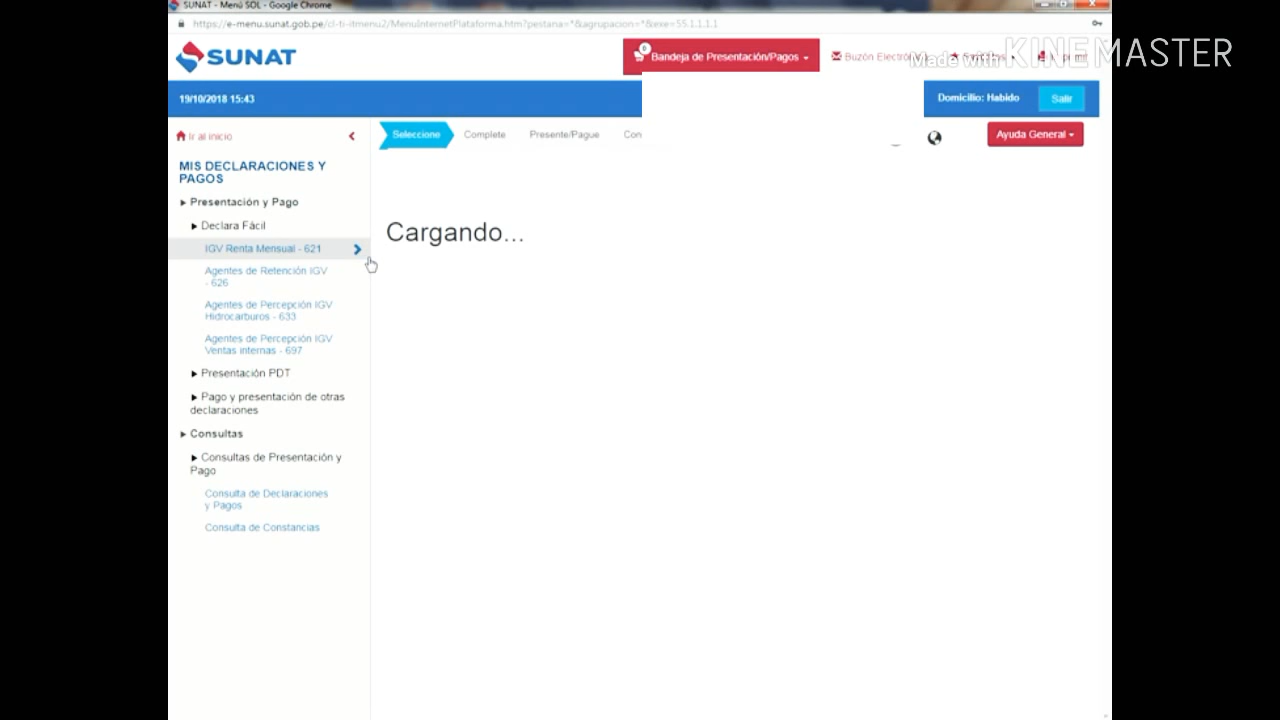 SUNAT - Menú SOL - Google Chrome
https://e-menu.sunat.gob.pe/cl-ti-itmenu2/MenuInternetPlataforma.htm?pestana=*&agrupacion=*&exe=55.1.1.1.1
SUNAT
0
Bandeja de Presentación/Pagos
Buzón Electró
Made with KINEMASTER
19/10/2018 15:43
Domicilio: Habido
Salir
Ir al inicio
Seleccione
Complete
Presente/Pague
Con
Ayuda General
MIS DECLARACIONES Y
PAGOS
Presentación y Pago
Declara Fácil
Cargando...
IGV Renta Mensual - 621
Agentes de Retención IGV
- 626
Agentes de Percepción IGV
Hidrocarburos - 633
Agentes de Percepción IGV
Ventas internas - 697
Presentación PDT
Pago y presentación de otras
declaraciones
Consultas
Consultas de Presentación y
Pago
Consulta de Declaraciones
y Pagos
Consulta de Constancias